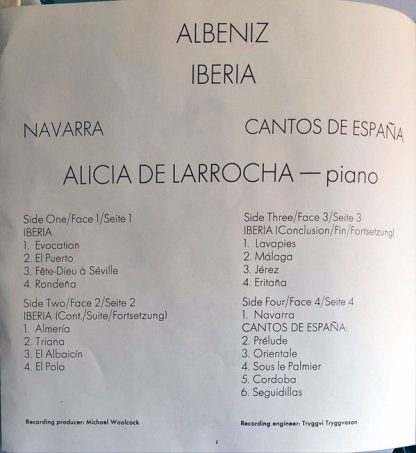 ALBENIZ
IBERIA
NAVARRA
CANTOS DE ESPAÑA
ALICIA DE LARROCHA — piano
Side One/Face 1/Seite 1
IBERIA
1. Evocation
2. El Puerto
3. Fête-Dieu à Séville
4. Rondeña
Side Two/Face 2/Seite 2
IBERIA (Cont./Suite/Fortsetzung)
1. Almería
2. Triana
3. El Albaicín
4. El Polo
Side Three/Face 3/Seite 3
IBERIA (Conclusion/Fin/Fortsetzung)
1. Lavapies
2. Málaga
3. Jérez
4. Eritaña
Side Four/Face 4/Seite 4
1. Navarra
CANTOS DE ESPAÑA:
2. Prélude
3. Orientale
4. Sous le Palmier
5. Cordoba
6. Seguidillas
Recording producer: Michael Woolcock
Recording engineer: Tryggvi Tryggvason
2